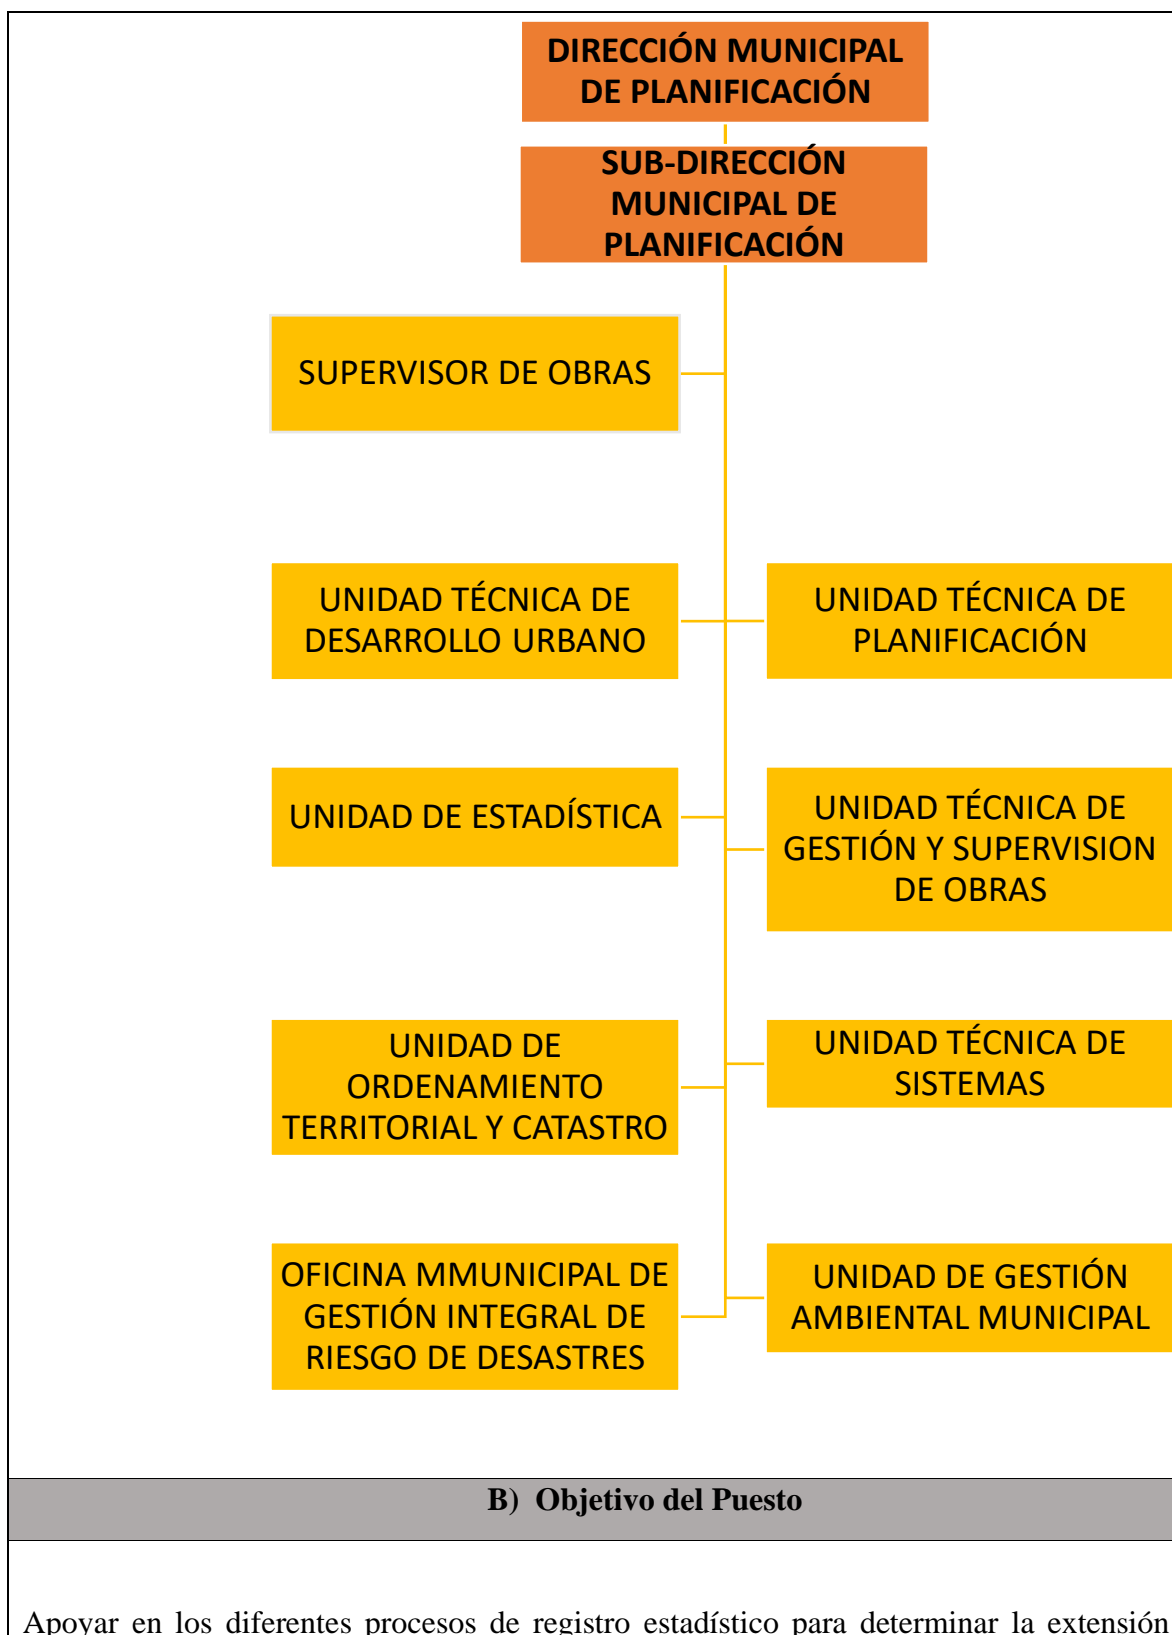 DIRECCIÓN MUNICIPAL
DE PLANIFICACIÓN
SUB-DIRECCIÓN
MUNICIPAL DE
PLANIFICACIÓN
SUPERVISOR DE OBRAS
UNIDAD TÉCNICA DE
DESARROLLO URBANO
UNIDAD TÉCNICA DE
PLANIFICACIÓN
UNIDAD DE ESTADÍSTICA
UNIDAD TÉCNICA DE
GESTIÓN Y SUPERVISION
DE OBRAS
UNIDAD DE
ORDENAMIENTO
TERRITORIAL Y CATASTRO
UNIDAD TÉCNICA DE
SISTEMAS
OFICINA MMUNICIPAL DE
GESTIÓN INTEGRAL DE
RIESGO DE DESASTRES
UNIDAD DE GESTIÓN
AMBIENTAL MUNICIPAL
B) Objetivo del Puesto
Apoyar en los diferentes procesos de registro estadístico para determinar la extensión